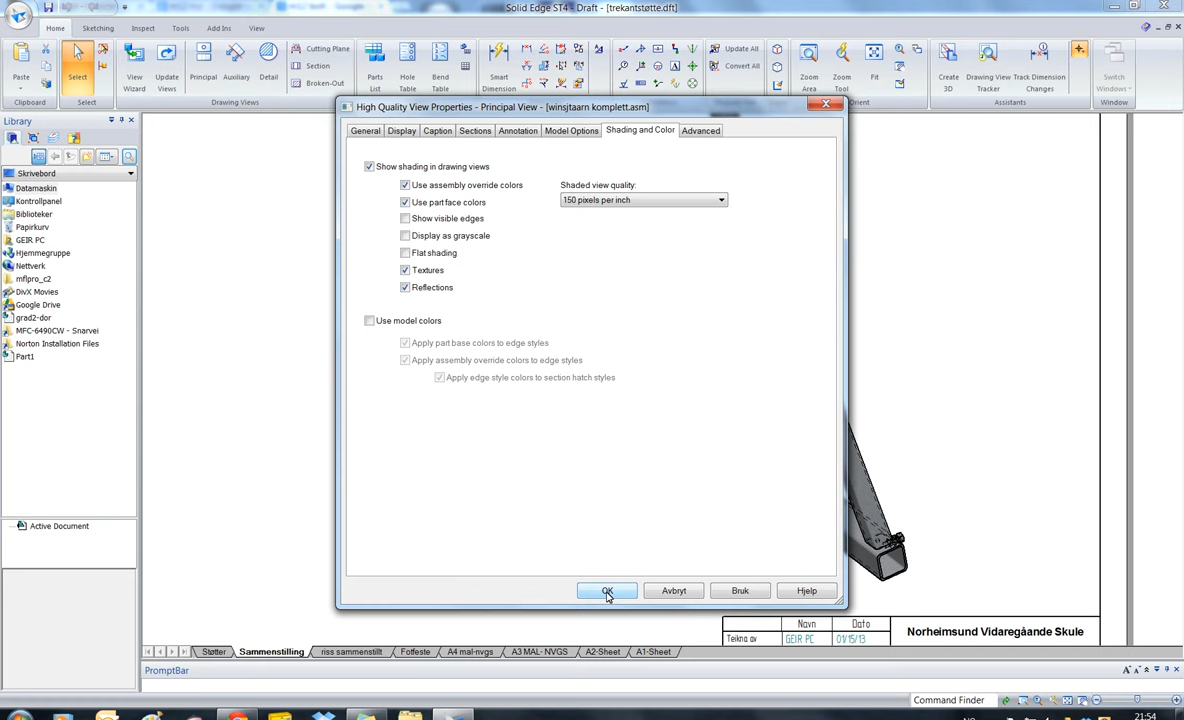 Solid Edge ST4 - Draft - [trekantstøtte.dft]
Home Sketching Inspect Tools Add Ins View
Paste Select View Wizard Update Views Principal Auxiliary Detail Cutting Plane Section Broken-Out Parts List Hole Table Bend Table Smart Dimension Update All Convert All Zoom Area Zoom Tool Fit Create 3D Drawing View Tracker Track Dimension Changes Switch Windows
Clipboard Select Drawing Views Orient Assistants Window
Library
Skrivebord
Datamaskin
Kontrollpanel
Biblioteker
Papirkurv
GEIR PC
Hjemmegruppe
Nettverk
mflpro_c2
DivX Movies
Google Drive
grad2-dor
MFC-6490CW - Snarvei
Norton Installation Files
Part1
Active Document
High Quality View Properties - Principal View - [winsjtaarn komplett.asm]
General Display Caption Sections Annotation Model Options Shading and Color Advanced
Show shading in drawing views
Use assembly override colors
Use part face colors
Show visible edges
Display as grayscale
Flat shading
Textures
Reflections
Shaded view quality:
150 pixels per inch
Use model colors
Apply part base colors to edge styles
Apply assembly override colors to edge styles
Apply edge style colors to section hatch styles
OK Avbryt Bruk Hjelp
Navn Dato
Teikna av GEIR PC 01/15/13
Norheimsund Vidaregåande Skule
Støtter Sammenstilling riss sammenstillt Fotfeste A4 mal-nvgs A3 MAL- NVGS A2-Sheet A1-Sheet
PromptBar
Command Finder
21:54